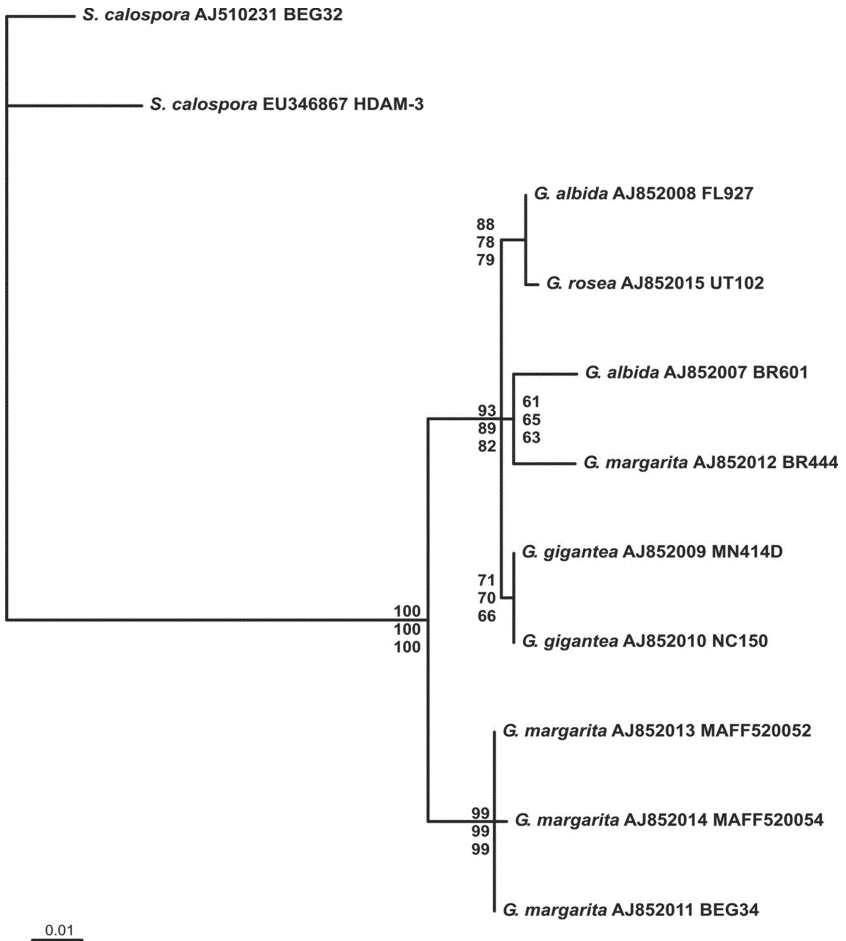 S. calospora AJ510231 BEG32
S. calospora EU346867 HDAM-3
G. albida AJ852008 FL927
88
78
79
G. rosea AJ852015 UT102
G. albida AJ852007 BR601
93
89
82
61
65
63
G. margarita AJ852012 BR444
G. gigantea AJ852009 MN414D
71
70
66
100
100
100
G. gigantea AJ852010 NC150
G. margarita AJ852013 MAFF520052
99
99
99
G. margarita AJ852014 MAFF520054
G. margarita AJ852011 BEG34
0.01